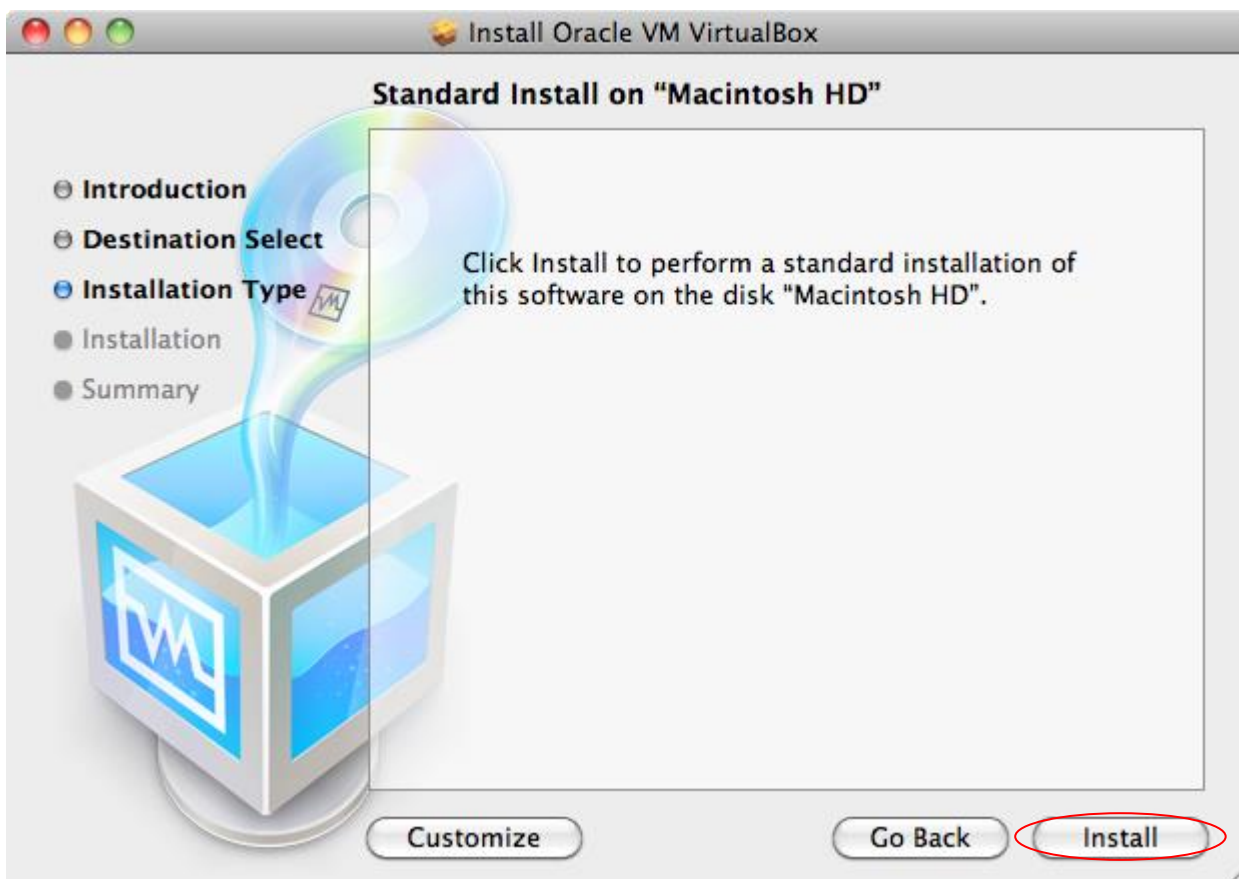 Install Oracle VM VirtualBox
Standard Install on “Macintosh HD”
Introduction
Destination Select
Installation Type
Installation
Summary
Click Install to perform a standard installation of
this software on the disk “Macintosh HD”.
Customize
Go Back
Install